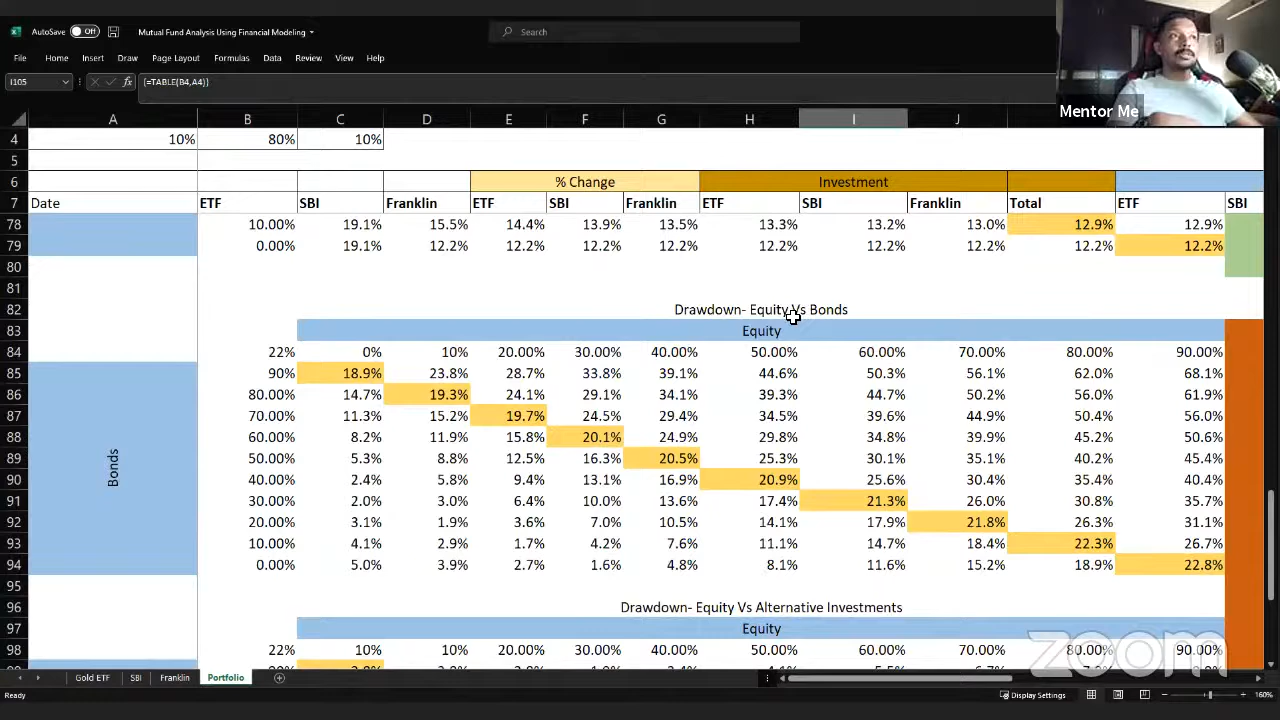 AutoSave Off Mutual Fund Analysis Using Financial Modeling Search
File Home Insert Draw Page Layout Formulas Data Review View Help
I105 fx {=TABLE(B4,A4)}
Mentor Me
A B C D E F G H I J
4 10% 80% 10%
5
6 % Change Investment
7 Date ETF SBI Franklin ETF SBI Franklin ETF SBI Franklin Total ETF SBI
78 10.00% 19.1% 15.5% 14.4% 13.9% 13.5% 13.3% 13.2% 13.0% 12.9% 12.9%
79 0.00% 19.1% 12.2% 12.2% 12.2% 12.2% 12.2% 12.2% 12.2% 12.2% 12.2%
80
81
82 Drawdown- Equity Vs Bonds
83 Equity
84 22% 0% 10% 20.00% 30.00% 40.00% 50.00% 60.00% 70.00% 80.00% 90.00%
85 90% 18.9% 23.8% 28.7% 33.8% 39.1% 44.6% 50.3% 56.1% 62.0% 68.1%
86 80.00% 14.7% 19.3% 24.1% 29.1% 34.1% 39.3% 44.7% 50.2% 56.0% 61.9%
87 70.00% 11.3% 15.2% 19.7% 24.5% 29.4% 34.5% 39.6% 44.9% 50.4% 56.0%
88 60.00% 8.2% 11.9% 15.8% 20.1% 24.9% 29.8% 34.8% 39.9% 45.2% 50.6%
Bonds
89 50.00% 5.3% 8.8% 12.5% 16.3% 20.5% 25.3% 30.1% 35.1% 40.2% 45.4%
90 40.00% 2.4% 5.8% 9.4% 13.1% 16.9% 20.9% 25.6% 30.4% 35.4% 40.4%
91 30.00% 2.0% 3.0% 6.4% 10.0% 13.6% 17.4% 21.3% 26.0% 30.8% 35.7%
92 20.00% 3.1% 1.9% 3.6% 7.0% 10.5% 14.1% 17.9% 21.8% 26.3% 31.1%
93 10.00% 4.1% 2.9% 1.7% 4.2% 7.6% 11.1% 14.7% 18.4% 22.3% 26.7%
94 0.00% 5.0% 3.9% 2.7% 1.6% 4.8% 8.1% 11.6% 15.2% 18.9% 22.8%
95
96 Drawdown- Equity Vs Alternative Investments
97 Equity
98 22% 10% 10% 20.00% 30.00% 40.00% 50.00% 60.00% 70.00% 80.00% 90.00%
zoom
Gold ETF SBI Franklin Portfolio
Ready Display Settings 160%